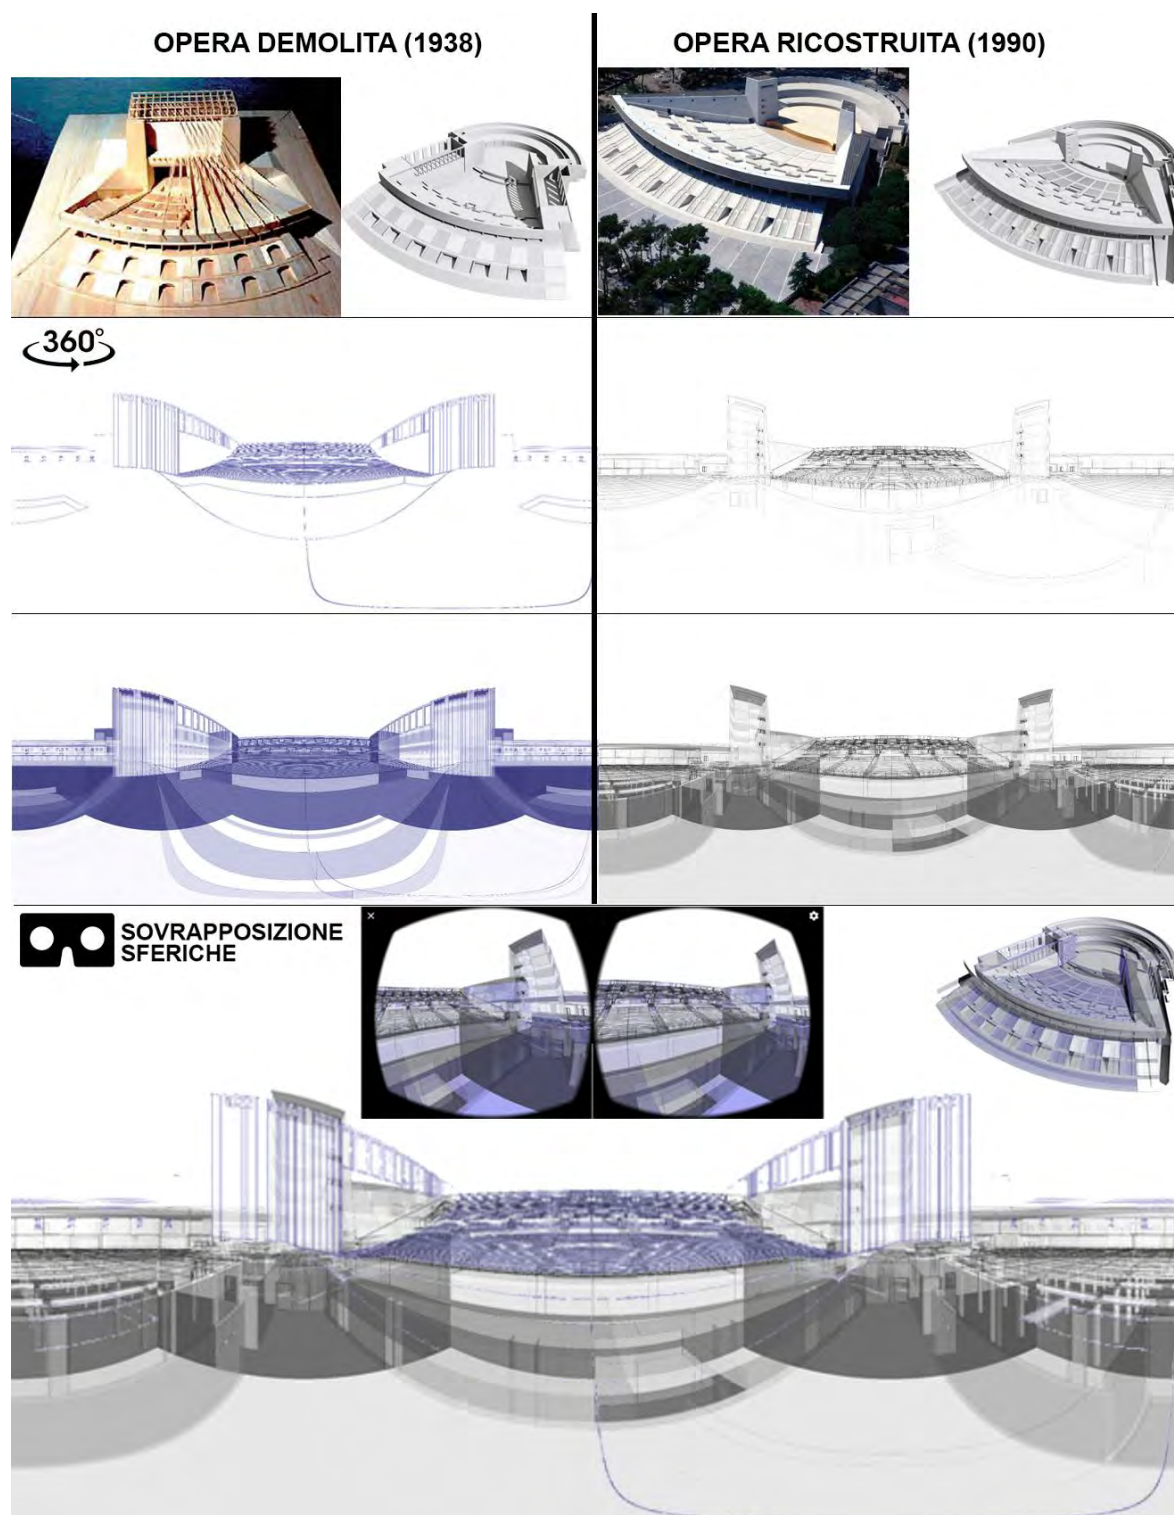 OPERA DEMOLITA (1938)
OPERA RICOSTRUITA (1990)
360°
SOVRAPPOSIZIONE
SFERICHE